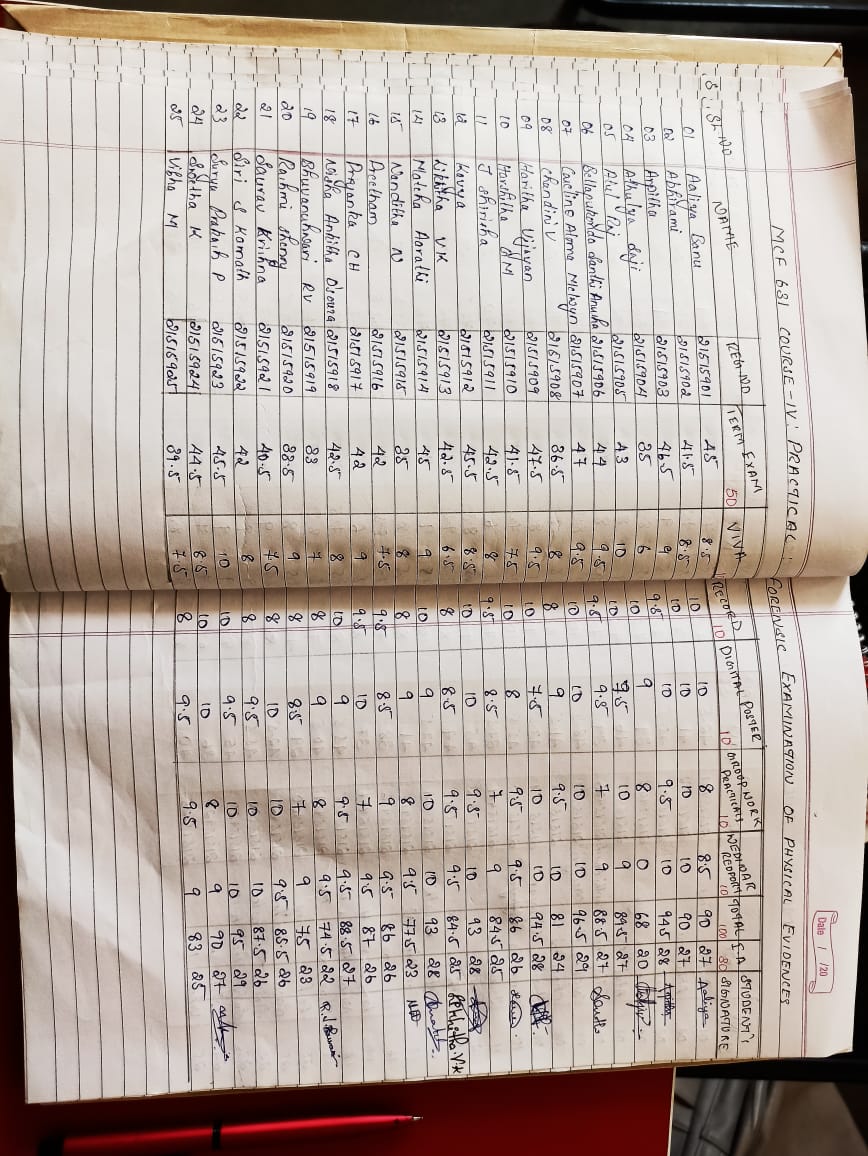 Date / /20
MCF 631 COURSE-IV: PRACTICAL: FORENSIC EXAMINATION OF PHYSICAL EVIDENCES
SL NO NAME REG.NO TERM EXAM 50 VIVA RECORD 10 DIGITAL POSTER 10 GROUP WORK PRACTICALS 10 WEBINAR REPORT 10 TOTAL 100 I.A 30 STUDENT'S SIGNATURE
01 Aaliya Banu 21515901 45 8.5 10 10 8 8.5 90 27 Aaliya
02 Abhirami 21515902 41.5 8.5 10 10 10 10 90 27
03 Arpitha 21515903 46.5 9 9.5 10 9.5 10 94.5 28
04 Athulya Saji 21515904 35 6 10 9 8 0 68 20
05 Atul Raj 21515905 43 10 10 7.5 10 9 89.5 27
06 Bellapukonda Santhi Anusha 21515906 44 9.5 9.5 9.5 7 9 88.5 27
07 Caroline Aloma Melwyn 21515907 47 9.5 10 10 10 10 96.5 29
08 Chandini V 21515908 36.5 8 8 9 9.5 10 81 24
09 Haritha Vijayan 21515909 47.5 9.5 10 7.5 10 10 94.5 28
10 Harshitha M 21515910 41.5 7.5 10 8 9.5 9.5 86 26
11 J Shirisha 21515911 42.5 8 9.5 8.5 7 9 84.5 25
12 Kavya 21515912 45.5 8.5 10 10 9.5 10 93 28
13 Likhitha VK 21515913 42.5 6.5 8 8.5 9.5 9.5 84.5 25 Likhitha.V.K
14 Matcha Aarathi 21515914 45 9 10 9 10 10 93 28
15 Nanditha N 21515915 35 8 8 9 8 9.5 77.5 23
16 Preetham 21515916 42 7.5 9.5 8.5 9 9.5 86 26
17 Priyanka CH 21515917 42 9 9.5 10 7 9.5 87 26
18 Nisha Ankitha D'souza 21515918 42.5 8 10 9 9.5 9.5 88.5 27
19 Bhuvaneshwari RV 21515919 33 7 8 9 8 9.5 74.5 22
20 Rashmi Shenoy 21515920 33.5 9 8 8.5 7 9 75 23
21 Saurav Krishna 21515921 40.5 7.5 8 10 10 9.5 85.5 26
22 Siri S Kamath 21515922 42 8 8 9.5 10 10 87.5 26
23 Surya Prakash P 21515923 45.5 10 10 9.5 10 10 95 29
24 K 21515924 44.5 8.5 10 10 8 9 90 27
25 Vibha M 21515925 39.5 7.5 8 9.5 9.5 9 83 25